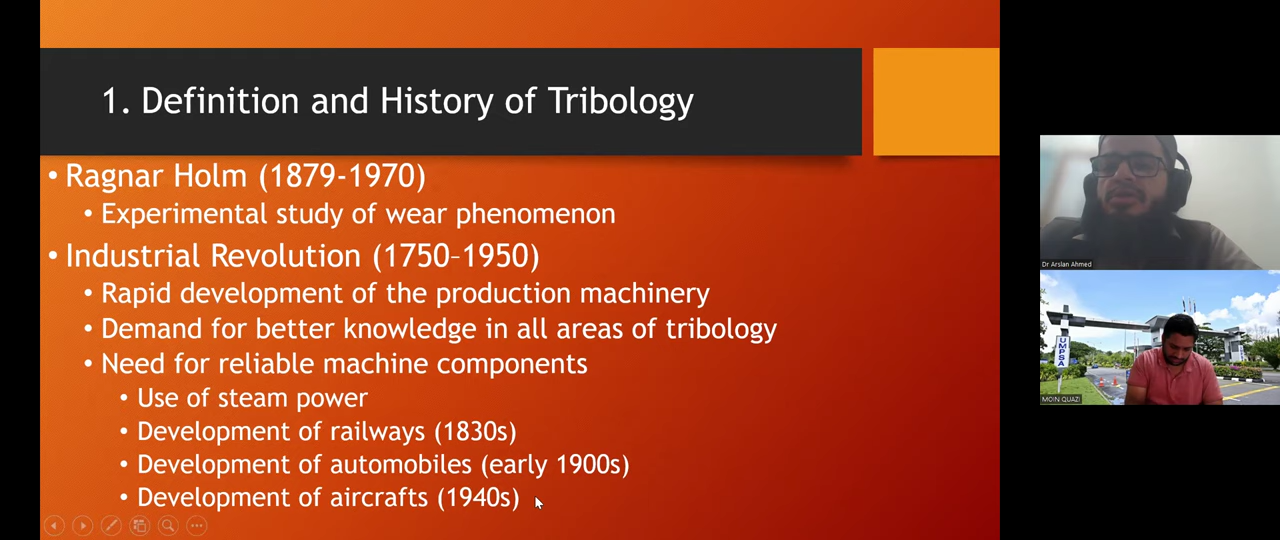 1. Definition and History of Tribology
• Ragnar Holm (1879-1970)
• Experimental study of wear phenomenon
• Industrial Revolution (1750–1950)
• Rapid development of the production machinery
• Demand for better knowledge in all areas of tribology
• Need for reliable machine components
• Use of steam power
• Development of railways (1830s)
• Development of automobiles (early 1900s)
• Development of aircrafts (1940s)
Dr Arslan Ahmed
UMPSA
MOIN QUAZI